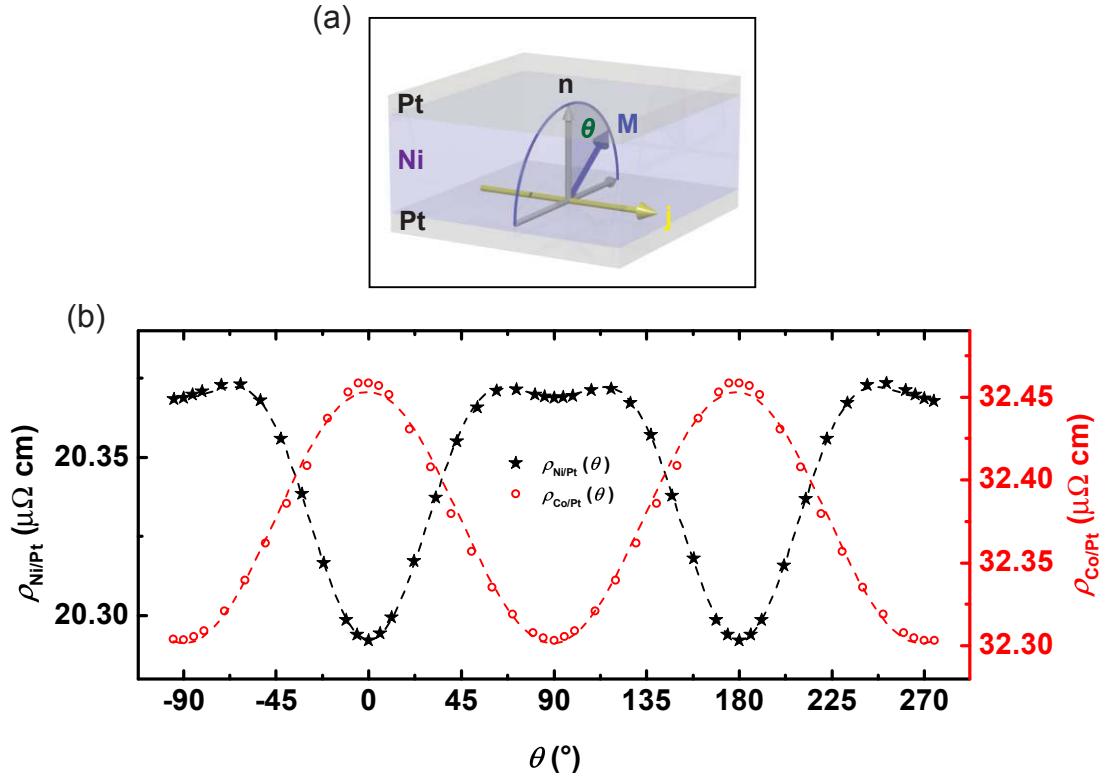 (a)
n
Pt
θ
M
Ni
Pt
j
(b)
ρNi/Pt (μΩ cm)
20.35
20.30
ρNi/Pt (θ)
ρCo/Pt (θ)
32.45
32.40
32.35
32.30
ρCo/Pt (μΩ cm)
-90 -45 0 45 90 135 180 225 270
θ (°)